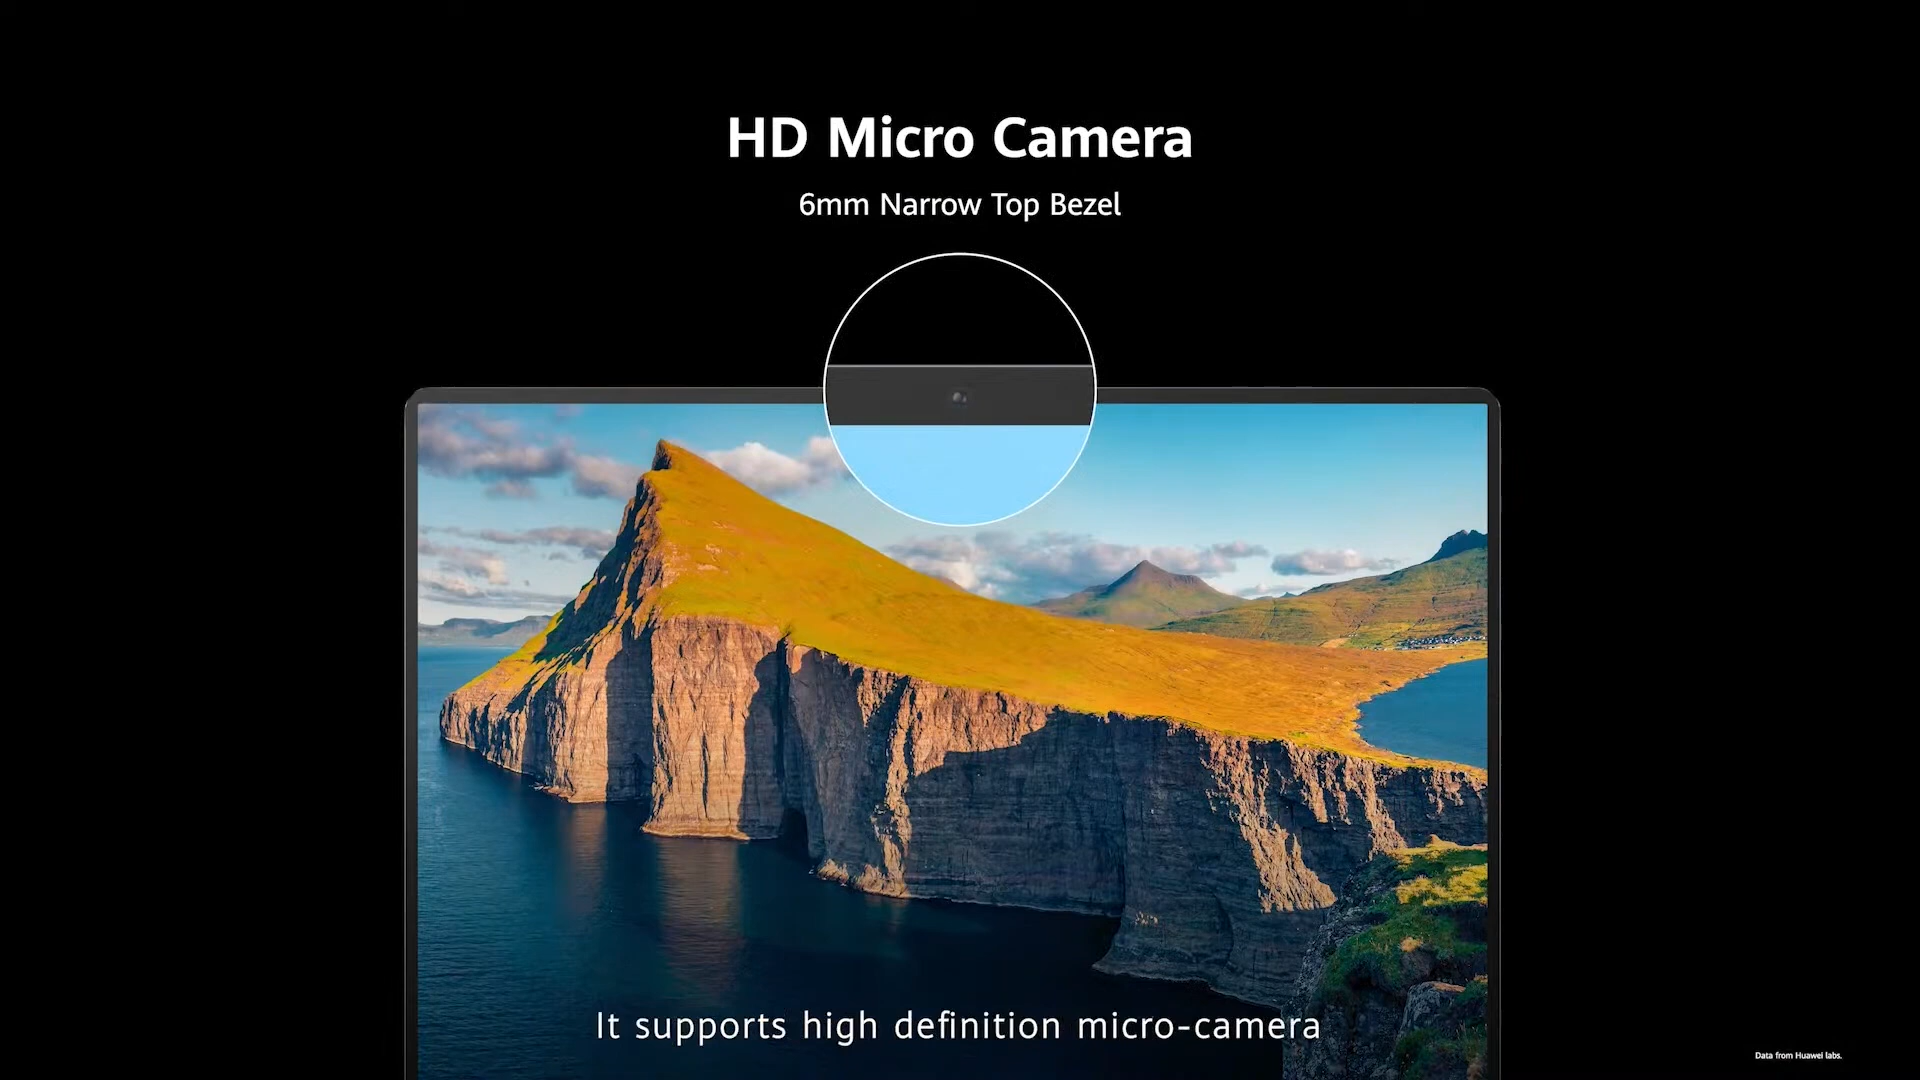 HD Micro Camera
6mm Narrow Top Bezel
It supports high definition micro-camera
Data from Huawei labs.